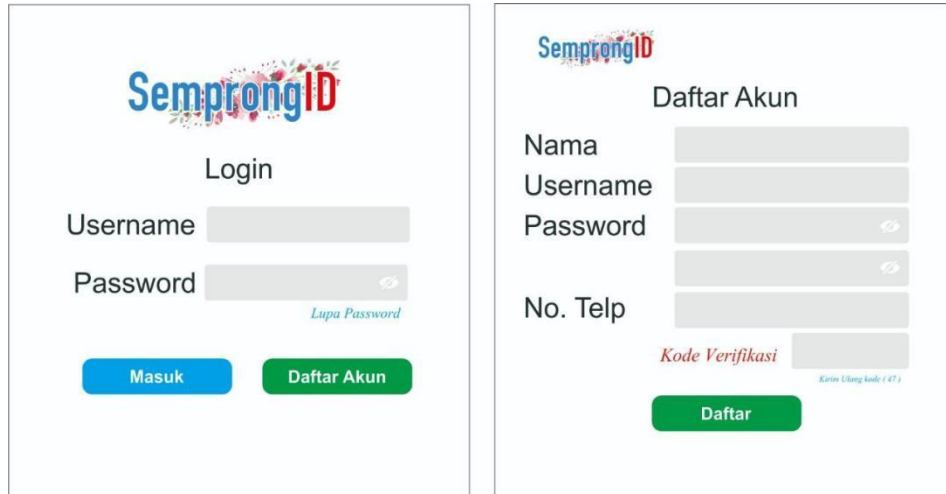 SemprongID
Login
Username
Password
Lupa Password
Masuk
Daftar Akun
SemprongID
Daftar Akun
Nama
Username
Password
No. Telp
Kode Verifikasi
Kirim Ulang kode ( 47 )
Daftar